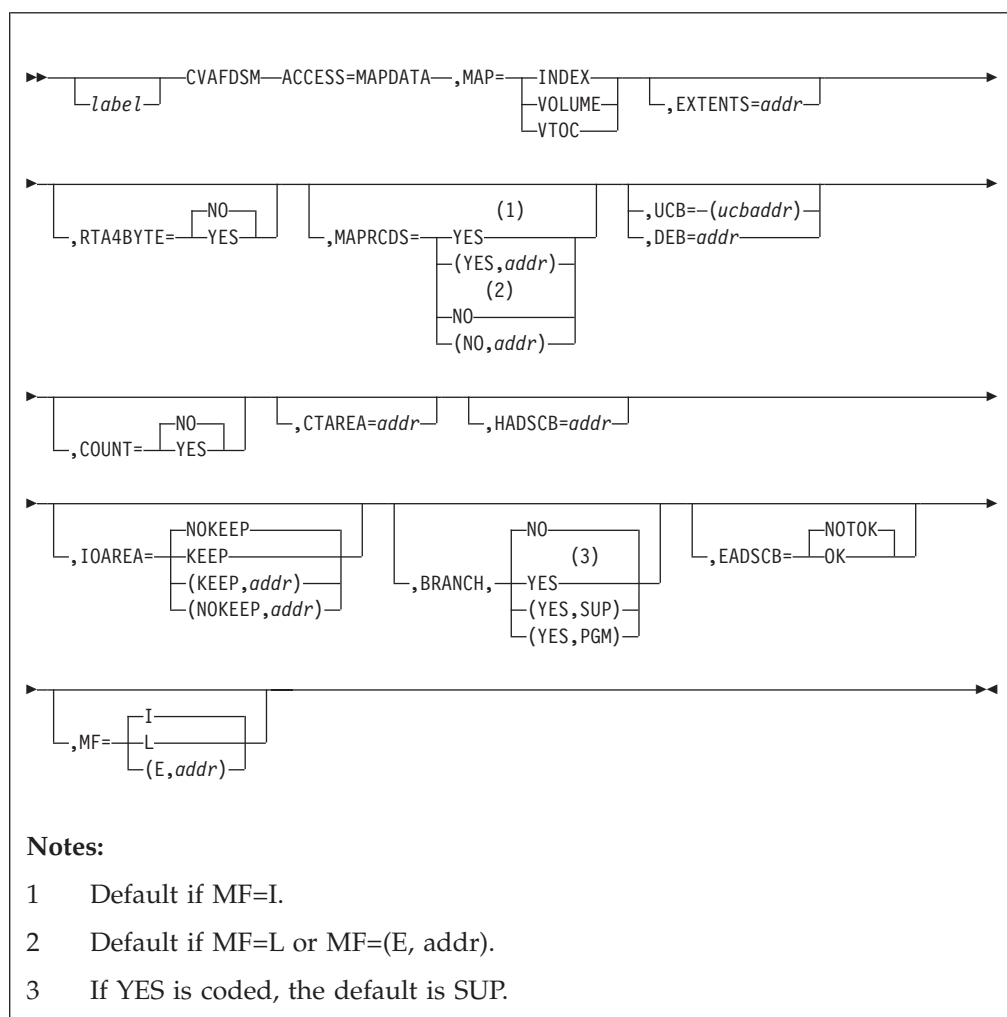 CVAFDSM ACCESS=MAPDATA ,MAP= INDEX
label VOLUME ,EXTENTS=addr
VTOC
NO (1)
,RTA4BYTE= YES ,MAPRCDS= YES ,UCB= (ucbaddr)
(YES,addr) ,DEB=addr
(2)
NO
(NO,addr)
NO
,COUNT= YES ,CTAREA=addr ,HADSCB=addr
NOKEEP NO NOTOK
,IOAREA= KEEP (3) ,EADSCB= OK
(KEEP,addr) ,BRANCH, YES
(NOKEEP,addr) (YES,SUP)
(YES,PGM)
I
,MF= L
(E,addr)
Notes:
1 Default if MF=I.
2 Default if MF=L or MF=(E, addr).
3 If YES is coded, the default is SUP.